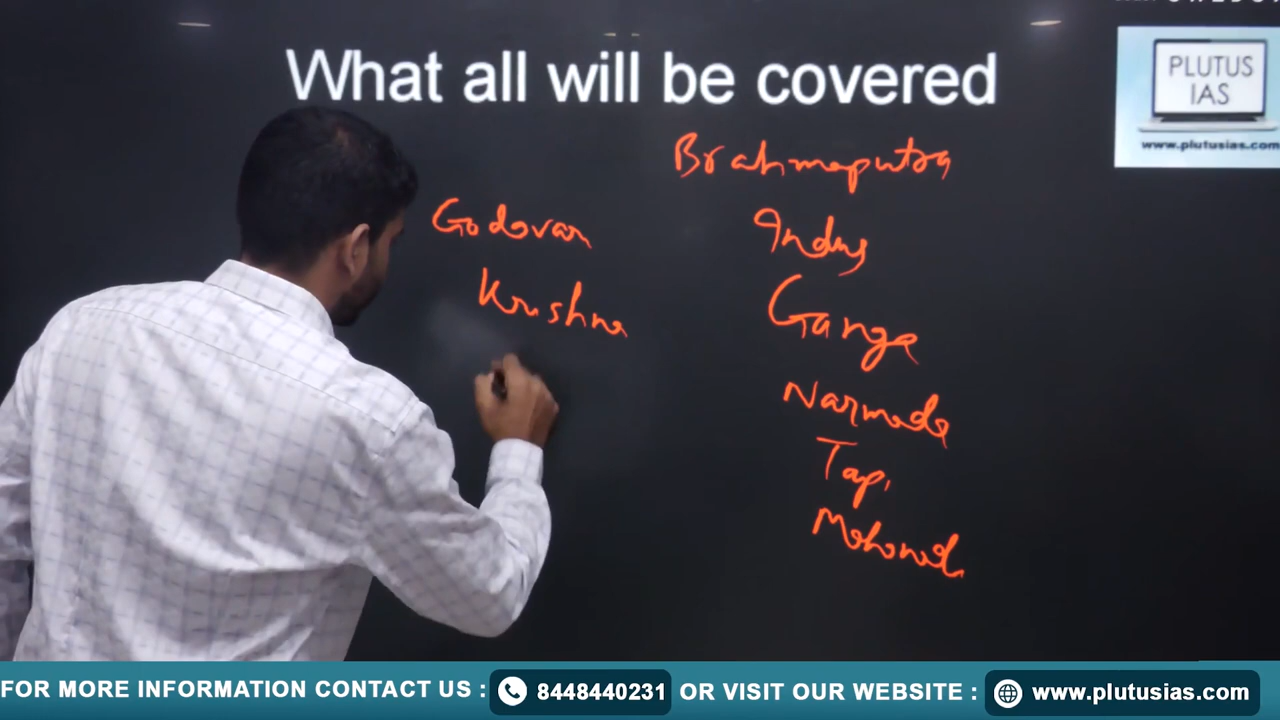 What all will be covered
PLUTUS
IAS
www.plutusias.com
Brahmaputra
Godavari
Indus
Krishna
Ganga
Narmada
Tapi
Mahanadi
FOR MORE INFORMATION CONTACT US : 8448440231 OR VISIT OUR WEBSITE : www.plutusias.com